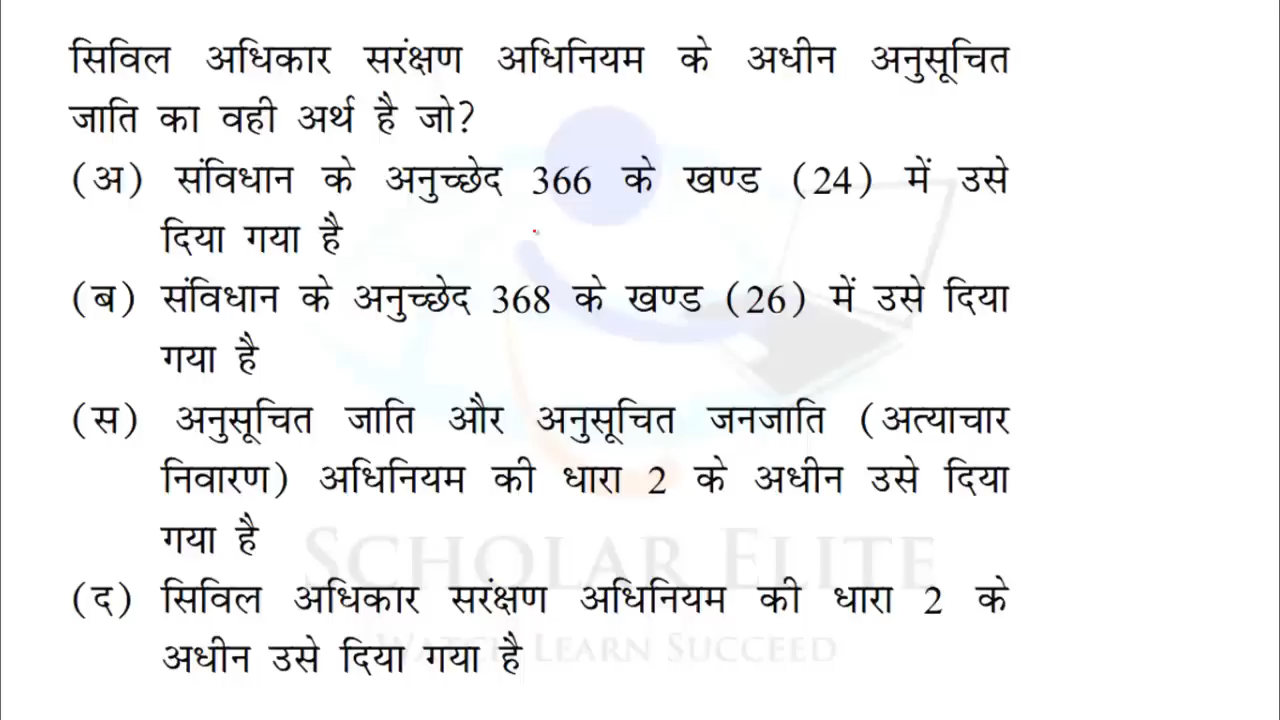 सिविल अधिकार सरंक्षण अधिनियम के अधीन अनुसूचित
जाति का वही अर्थ है जो?
(अ) संविधान के अनुच्छेद 366 के खण्ड (24) में उसे
दिया गया है
(ब) संविधान के अनुच्छेद 368 के खण्ड (26) में उसे दिया
गया है
(स) अनुसूचित जाति और अनुसूचित जनजाति (अत्याचार
निवारण) अधिनियम की धारा 2 के अधीन उसे दिया
गया है
SCHOLAR ELITE
(द) सिविल अधिकार सरंक्षण अधिनियम की धारा 2 के
अधीन उसे दिया गया है
WATCH LEARN SUCCEED